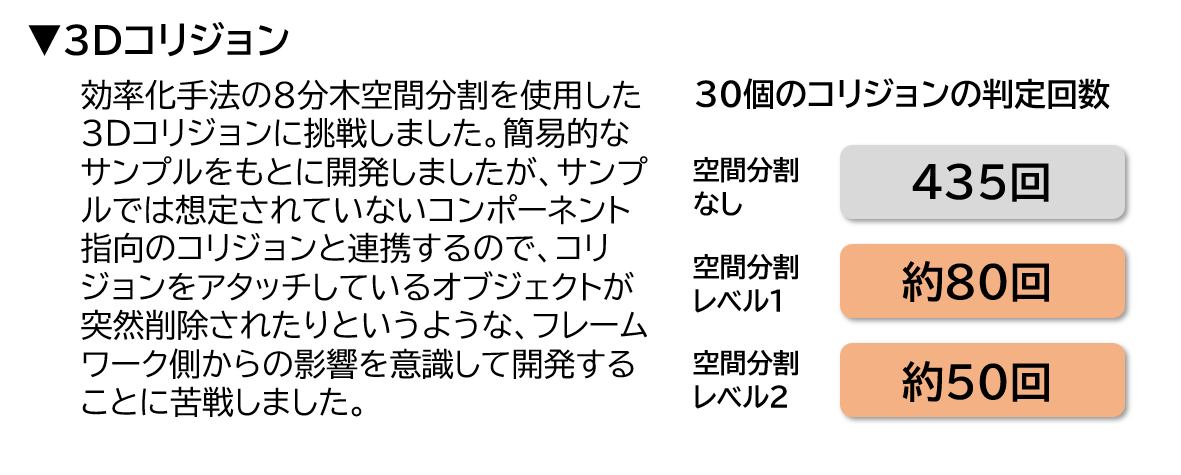 ▼3Dコリジョン
効率化手法の8分木空間分割を使用した
3Dコリジョンに挑戦しました。簡易的な
サンプルをもとに開発しましたが、サンプ
ルでは想定されていないコンポーネント
指向のコリジョンと連携するので、コリ
ジョンをアタッチしているオブジェクトが
突然削除されたりというような、フレーム
ワーク側からの影響を意識して開発する
ことに苦戦しました。
30個のコリジョンの判定回数
空間分割
なし
435回
空間分割
レベル1
約80回
空間分割
レベル2
約50回